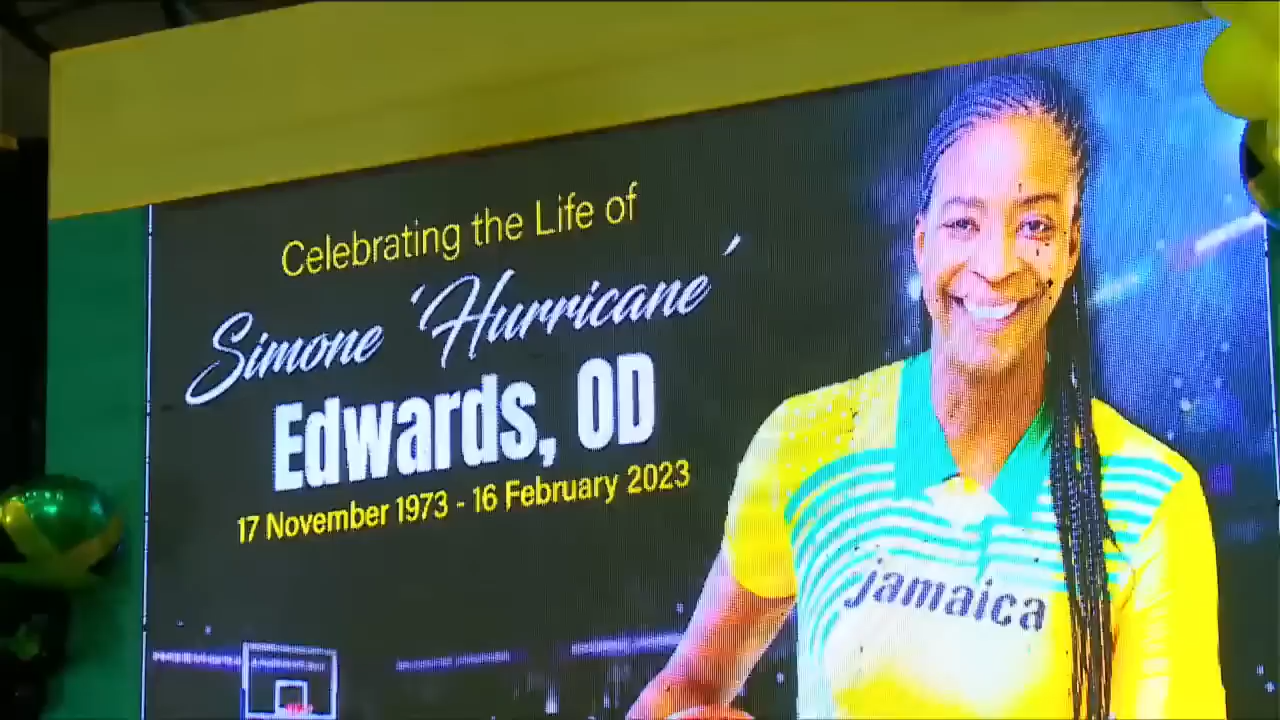 Celebrating the Life of
Simone 'Hurricane'
Edwards, OD
17 November 1973 - 16 February 2023
jamaica